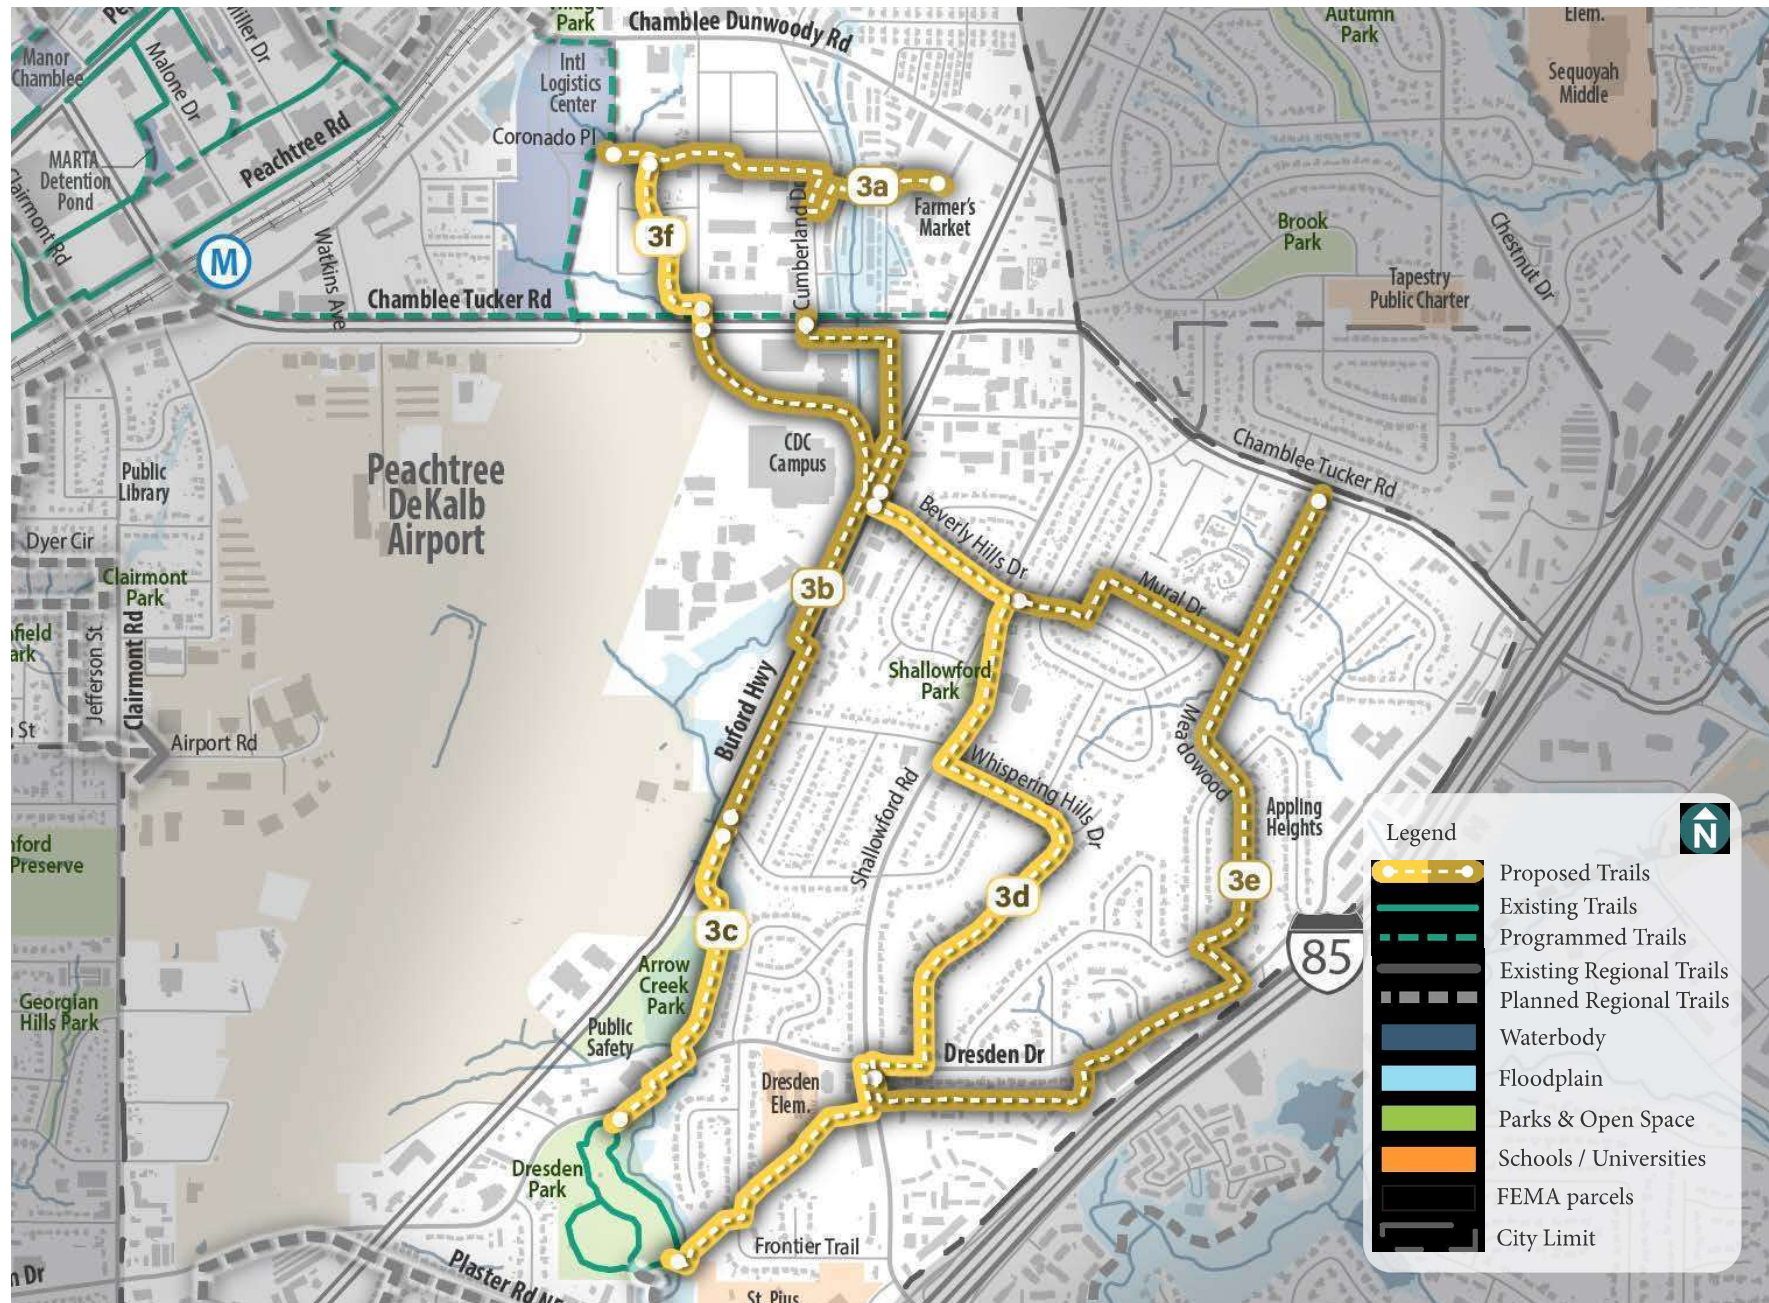 Park
Chamblee Dunwoody Rd
Autumn
Park
Elem.
Manor
Chamblee
Miller Dr
Malone Dr
Intl
Logistics
Center
Sequoyah
Middle
Peachtree Rd
Coronado Pl
MARTA
Detention
Pond
Clairmont Rd
3a
Farmer's
Market
3f
Cumberland Dr
Brook
Park
Chestnut Dr
Tapestry
Public Charter
M
Watkins Ave
Chamblee Tucker Rd
Peachtree
DeKalb
Airport
CDC
Campus
Chamblee Tucker Rd
Public
Library
Beverly Hills Dr
Dyer Cir
Clairmont
Park
3b
Mural Dr
Jefferson St
Clairmont Rd
Shallowford
Park
Buford Hwy
St
Airport Rd
Meadowood
Whispering Hills Dr
Shallowford Rd
Appling
Heights
Preserve
3e
3d
3c
85
Arrow
Creek
Park
Georgian
Hills Park
Public
Safety
Dresden Dr
Dresden
Elem.
Dresden
Park
Frontier Trail
Plaster Rd NE
Dr
St. Pius
Legend
N
Proposed Trails
Existing Trails
Programmed Trails
Existing Regional Trails
Planned Regional Trails
Waterbody
Floodplain
Parks & Open Space
Schools / Universities
FEMA parcels
City Limit